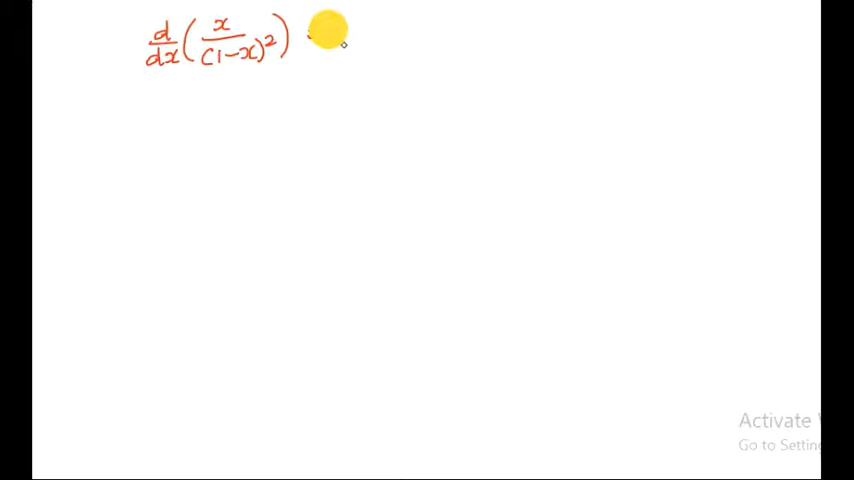 d/dx ( x/(1-x)² )
Activate
Go to Settin